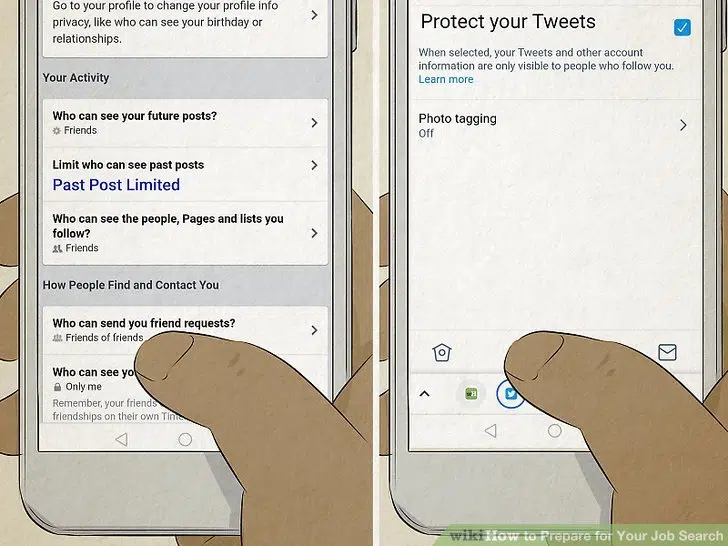 Go to your profile to change your profile info
privacy, like who can see your birthday or
relationships.
Your Activity
Who can see your future posts?
Friends
Limit who can see past posts
Past Post Limited
Who can see the people, Pages and lists you
follow?
Friends
How People Find and Contact You
Who can send you friend requests?
Friends of friends
Who can see yo
Only me
Remember, your friends
friendships on their own Time
Protect your Tweets
When selected, your Tweets and other account
information are only visible to people who follow you.
Learn more
Photo tagging
Off
wikiHow to Prepare for Your Job Search